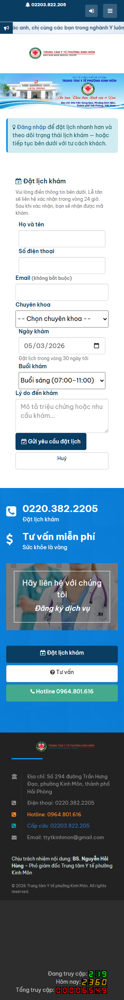 02203.822.205
ác anh, chị cùng các bạn trong nghành Y luôn
TRUNG TÂM Y TẾ PHƯỜNG KINH MÔN
KINH MON WARD MEDICAL CENTER
SỞ Y TẾ THÀNH PHỐ HẢI PHÒNG
TRUNG TÂM Y TẾ PHƯỜNG KINH MÔN
CẤP CỨU - EMERGENCY
Địa chỉ: 294 Trần Hưng Đạo, Phường Kinh Môn,
Thành phố Hải Phòng, Việt Nam
Đăng nhập để đặt lịch nhanh hơn và
theo dõi trạng thái lịch khám — hoặc
tiếp tục bên dưới với tư cách khách.
Đặt lịch khám
Vui lòng điền thông tin bên dưới. Lễ tân
sẽ liên hệ xác nhận trong vòng 24 giờ.
Sau khi xác nhận, bạn sẽ nhận được mã
khám.
Họ và tên
Số điện thoại
Email (không bắt buộc)
Chuyên khoa
-- Chọn chuyên khoa --
Ngày khám
05/03/2026
Đặt lịch trong vòng 30 ngày tới
Buổi khám
Buổi sáng (07:00–11:00)
Lý do đến khám
Mô tả triệu chứng hoặc nhu
cầu khám...
Gửi yêu cầu đặt lịch
Huỷ
0220.382.2205
Đặt lịch khám
Tư vấn miễn phí
Sức khỏe là vàng
Hãy liên hệ với chúng
tôi
Đăng ký dịch vụ
Đặt lịch khám
Tư vấn
Hotline 0964.801.616
TRUNG TÂM Y TẾ PHƯỜNG KINH MÔN
Địa chỉ: Số 294 đường Trần Hưng
Đạo, phường Kinh Môn, thành phố
Hải Phòng
Điện thoại: 0220.382.2205
Hotline: 0964.801.616
Cấp cứu: 02203.822.205
Email: ttytkinhmon@gmail.com
Chịu trách nhiệm nội dung: BS. Nguyễn Hải
Hùng – Phó giám đốc Trung tâm Y tế phường
Kinh Môn
© 2026 Trung tâm Y tế phường Kinh Môn. All rights
reserved.
Đang truy cập: 219
Hôm nay: 2360
Tổng truy cập: 00006549